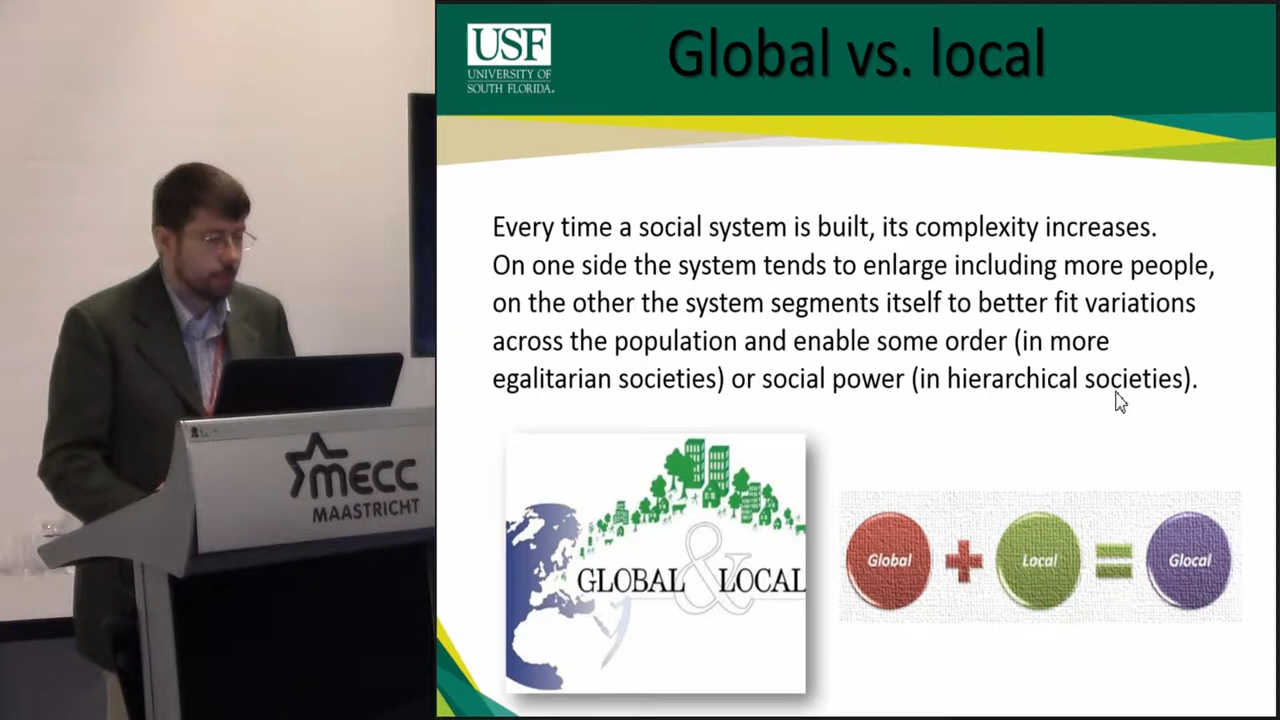 USF
UNIVERSITY OF
SOUTH FLORIDA.
Global vs. local
Every time a social system is built, its complexity increases.
On one side the system tends to enlarge including more people,
on the other the system segments itself to better fit variations
across the population and enable some order (in more
egalitarian societies) or social power (in hierarchical societies).
mecc
MAASTRICHT
GLOBAL & LOCAL
Global + Local = Glocal